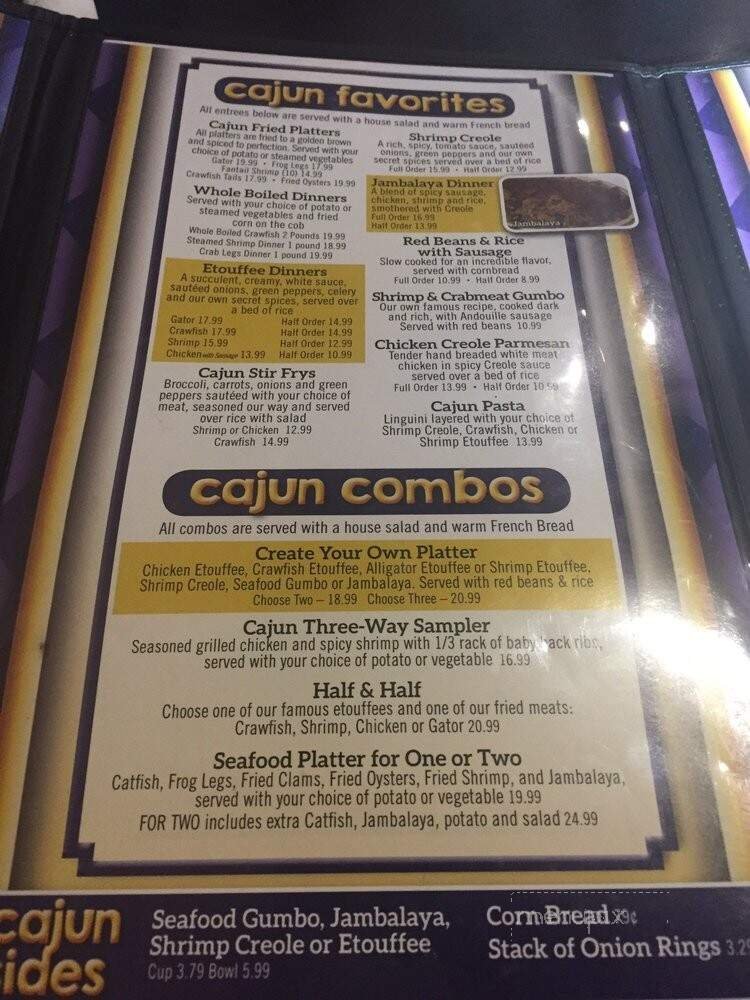 cajun favorites
All entrees below are served with a house salad and warm French bread
Cajun Fried Platters
All platters are fried to a golden brown
and spiced to perfection. Served with your
choice of potato or steamed vegetables
Gator 19.99 • Frog Legs 17.99
Fantail Shrimp (10) 14.99
Crawfish Tails 17.99 • Fried Oysters 19.99
Whole Boiled Dinners
Served with your choice of potato or
steamed vegetables and fried
corn on the cob
Whole Boiled Crawfish 2 Pounds 19.99
Steamed Shrimp Dinner 1 pound 18.99
Crab Legs Dinner 1 pound 19.99
Etouffee Dinners
A succulent, creamy, white sauce,
sautéed onions, green peppers, celery
and our own secret spices, served over
a bed of rice
Gator 17.99 Half Order 14.99
Crawfish 17.99 Half Order 14.99
Shrimp 15.99 Half Order 12.99
Chicken with Sausage 13.99 Half Order 10.99
Cajun Stir Frys
Broccoli, carrots, onions and green
peppers sautéed with your choice of
meat, seasoned our way and served
over rice with salad
Shrimp or Chicken 12.99
Crawfish 14.99
Shrimp Creole
A rich, spicy, tomato sauce, sautéed
onions, green peppers and our own
secret spices served over a bed of rice
Full Order 15.99 • Half Order 12.99
Jambalaya Dinner
A blend of spicy sausage,
chicken, shrimp and rice,
smothered with Creole
Full Order 16.99
Half Order 13.99
Jambalaya
Red Beans & Rice
with Sausage
Slow cooked for an incredible flavor,
served with cornbread
Full Order 10.99 • Half Order 8.99
Shrimp & Crabmeat Gumbo
Our own famous recipe, cooked dark
and rich, with Andouille sausage
Served with red beans 10.99
Chicken Creole Parmesan
Tender hand breaded white meat
chicken in spicy Creole sauce
served over a bed of rice
Full Order 13.99 • Half Order
Cajun Pasta
Linguini layered with your choice of
Shrimp Creole, Crawfish, Chicken or
Shrimp Etouffee 13.99
cajun combos
All combos are served with a house salad and warm French Bread
Create Your Own Platter
Chicken Etouffee, Crawfish Etouffee, Alligator Etouffee or Shrimp Etouffee,
Shrimp Creole, Seafood Gumbo or Jambalaya. Served with red beans & rice
Choose Two – 18.99 Choose Three – 20.99
Cajun Three-Way Sampler
Seasoned grilled chicken and spicy shrimp with 1/3 rack of baby back ribs,
served with your choice of potato or vegetable 16.99
Half & Half
Choose one of our famous etouffees and one of our fried meats:
Crawfish, Shrimp, Chicken or Gator 20.99
Seafood Platter for One or Two
Catfish, Frog Legs, Fried Clams, Fried Oysters, Fried Shrimp, and Jambalaya,
served with your choice of potato or vegetable 19.99
FOR TWO includes extra Catfish, Jambalaya, potato and salad 24.99
cajun
sides
Seafood Gumbo, Jambalaya,
Shrimp Creole or Etouffee
Cup 3.79 Bowl 5.99
Corn Bread
Stack of Onion Rings 3.29